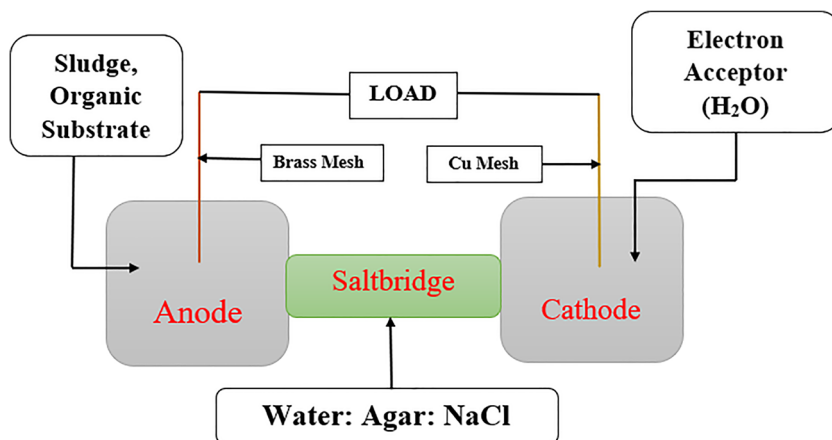 Sludge,
Organic
Substrate
LOAD
Electron
Acceptor
(H₂O)
Brass Mesh
Cu Mesh
Anode
Saltbridge
Cathode
Water: Agar: NaCl